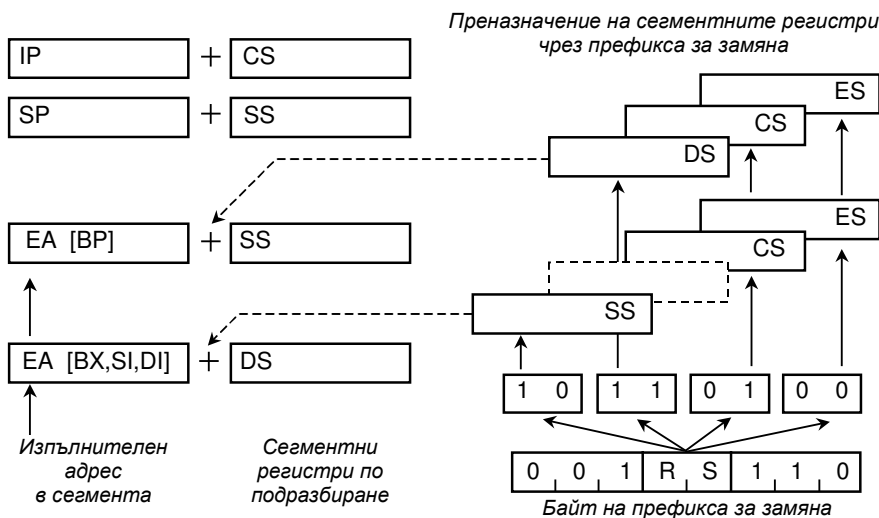 Преназначение на сегментните регистри
чрез префикса за замяна
IP + CS
SP + SS
ES
CS
DS
EA [BP] + SS
ES
CS
SS
EA [BX,SI,DI] + DS
1 0 1 1 0 1 0 0
Изпълнителен
адрес
в сегмента
Сегментни
регистри по
подразбиране
0 0 1 R S 1 1 0
Байт на префикса за замяна